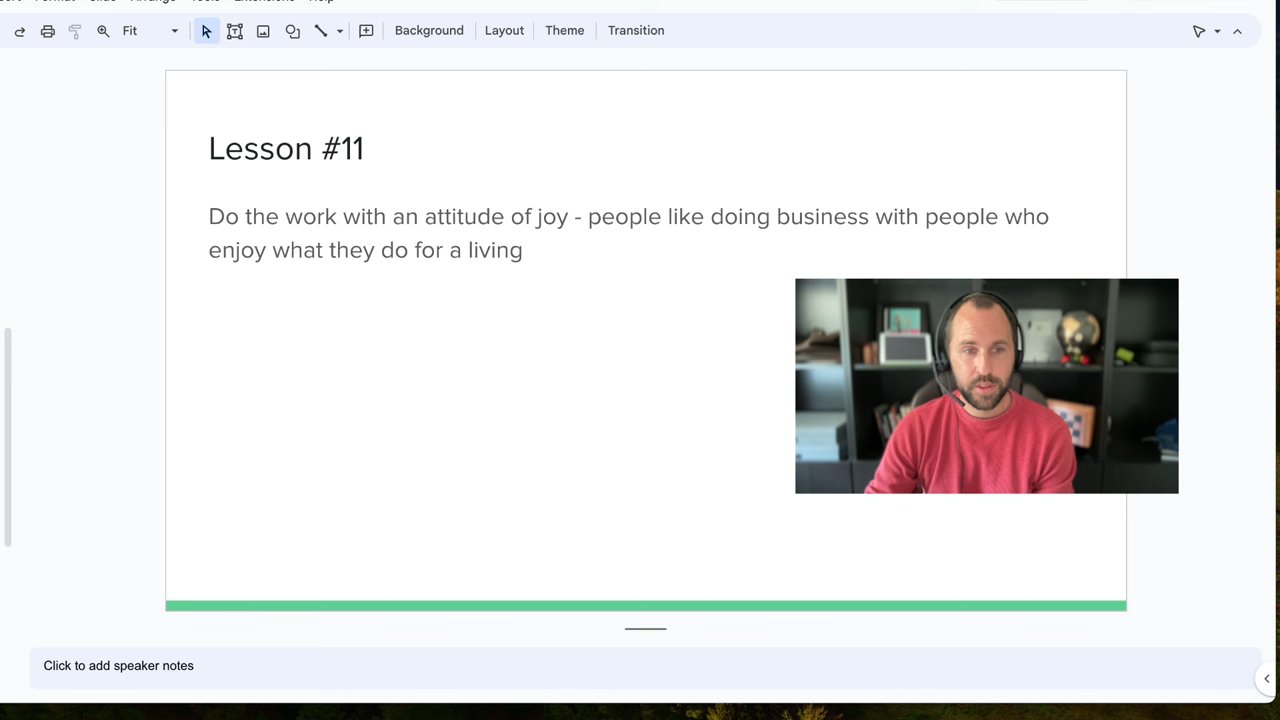 Fit
Background
Layout
Theme
Transition
Lesson #11
Do the work with an attitude of joy - people like doing business with people who
enjoy what they do for a living
Click to add speaker notes